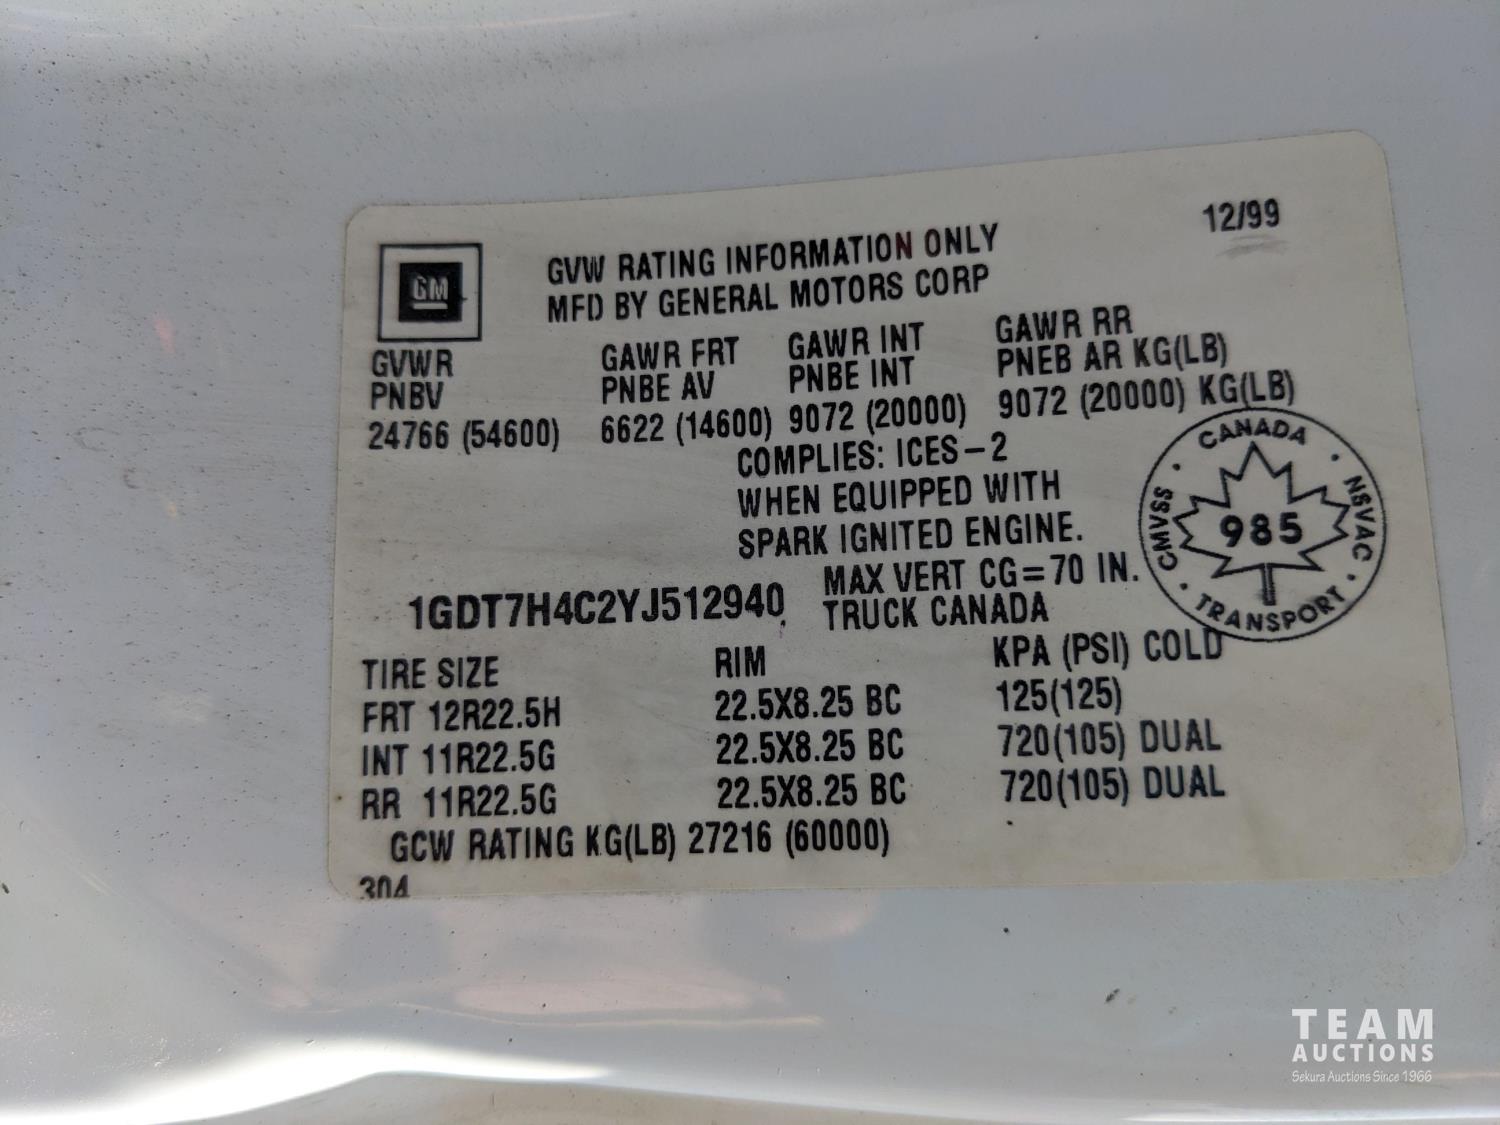 12/99
GM
GVW RATING INFORMATION ONLY
MFD BY GENERAL MOTORS CORP
GVWR GAWR FRT GAWR INT GAWR RR
PNBV PNBE AV PNBE INT PNEB AR KG(LB)
24766 (54600) 6622 (14600) 9072 (20000) 9072 (20000) KG(LB)
COMPLIES: ICES-2
WHEN EQUIPPED WITH
SPARK IGNITED ENGINE.
MAX VERT CG=70 IN.
1GDT7H4C2YJ512940 TRUCK CANADA
CANADA
CMVSS · 985 · NSVAC
TRANSPORT
TIRE SIZE RIM KPA (PSI) COLD
FRT 12R22.5H 22.5X8.25 BC 125(125)
INT 11R22.5G 22.5X8.25 BC 720(105) DUAL
RR 11R22.5G 22.5X8.25 BC 720(105) DUAL
GCW RATING KG(LB) 27216 (60000)
304
TEAM
AUCTIONS
Sekura Auctions Since 1966